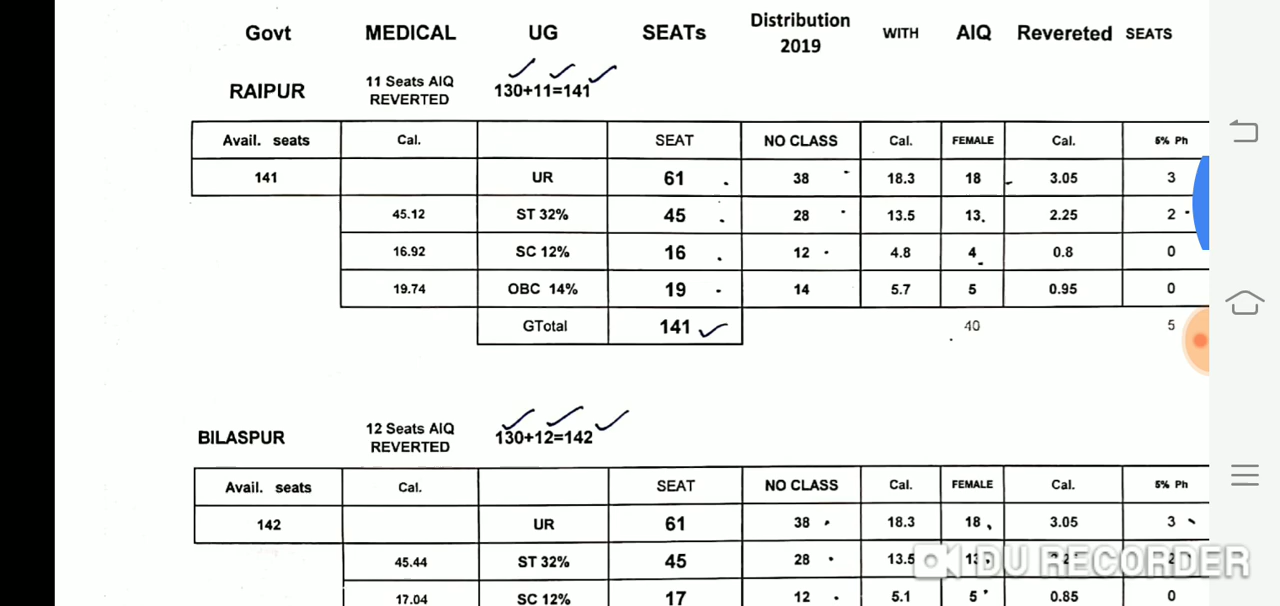 Govt MEDICAL UG SEATs Distribution 2019 WITH AIQ Revereted SEATS
RAIPUR 11 Seats AIQ REVERTED 130+11=141
Avail. seats Cal. SEAT NO CLASS Cal. FEMALE Cal. 5% Ph
141 UR 61 38 18.3 18 3.05 3
45.12 ST 32% 45 28 13.5 13 2.25 2
16.92 SC 12% 16 12 4.8 4 0.8 0
19.74 OBC 14% 19 14 5.7 5 0.95 0
GTotal 141 40 5
BILASPUR 12 Seats AIQ REVERTED 130+12=142
Avail. seats Cal. SEAT NO CLASS Cal. FEMALE Cal. 5% Ph
142 UR 61 38 18.3 18 3.05 3
45.44 ST 32% 45 28 13.5
17.04 SC 12% 17 12 5.1 5 0.85 0
DU RECORDER